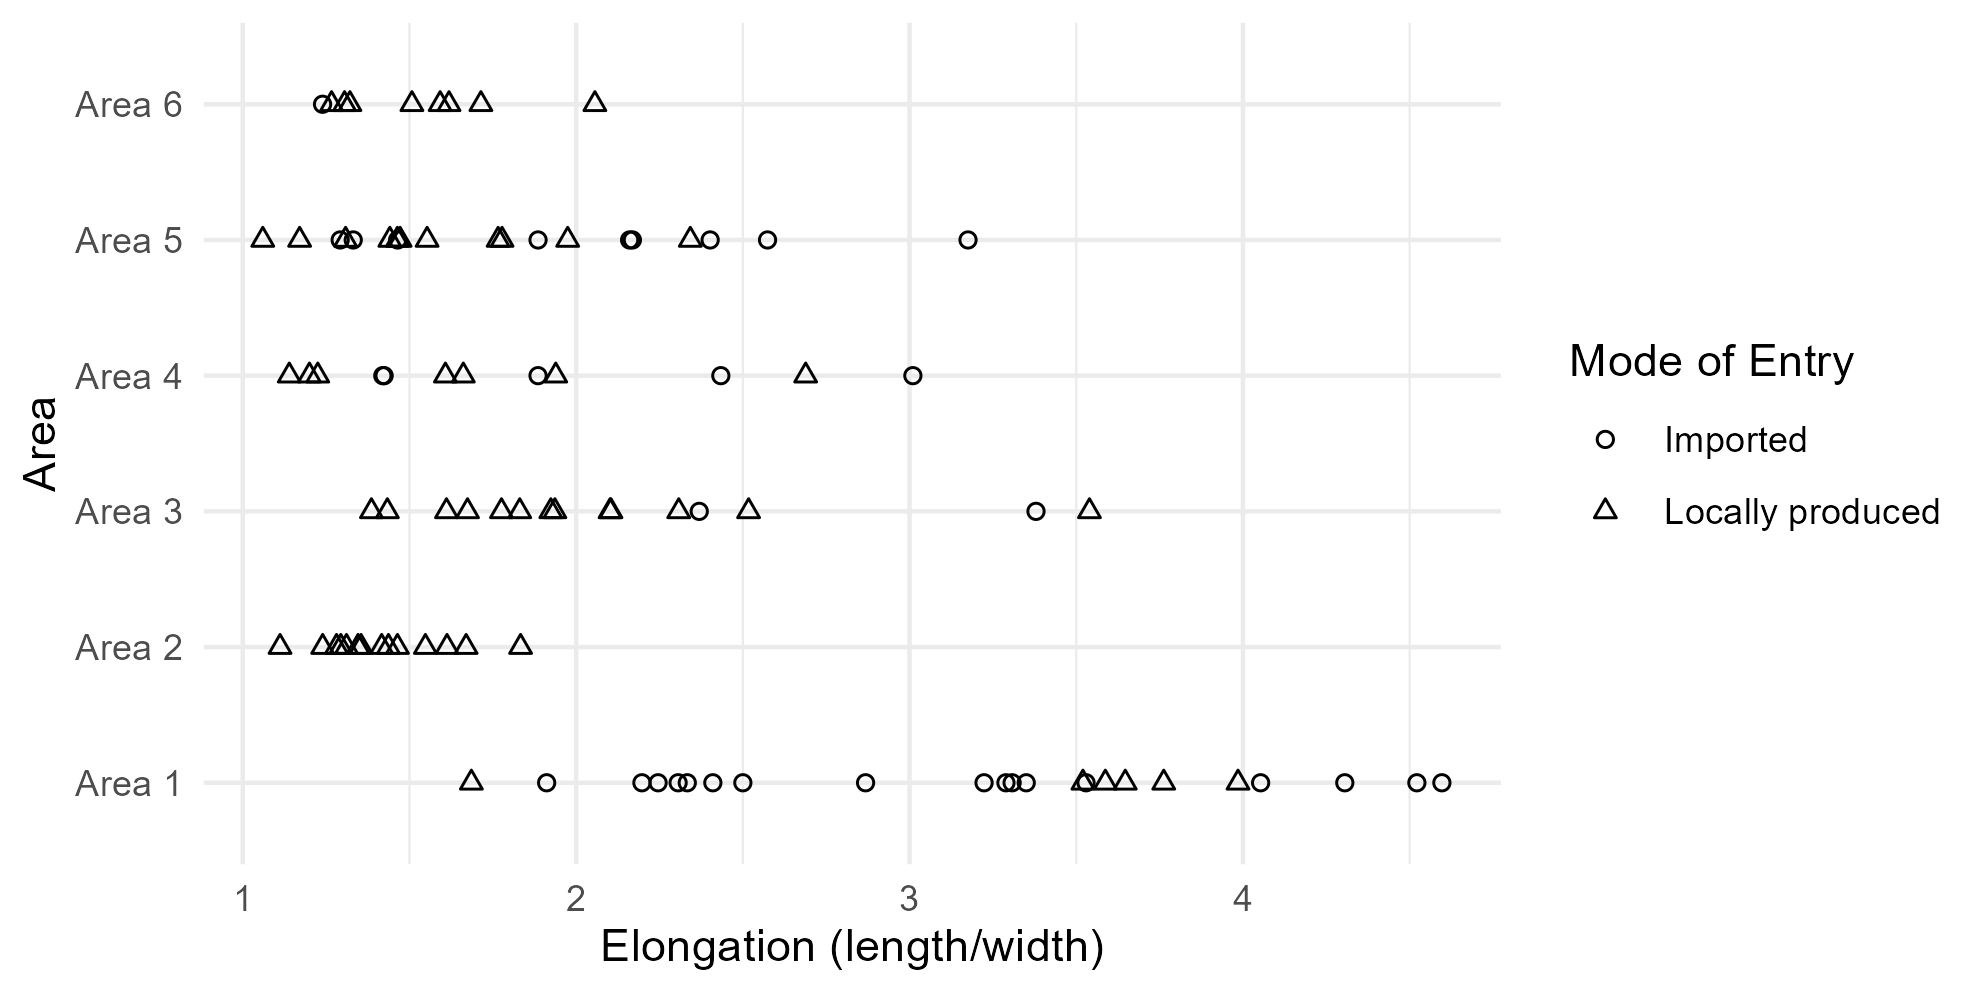 Area 6
Area 5
Area 4
Area 3
Area 2
Area 1
Area
1 2 3 4
Elongation (length/width)
Mode of Entry
Imported
Locally produced